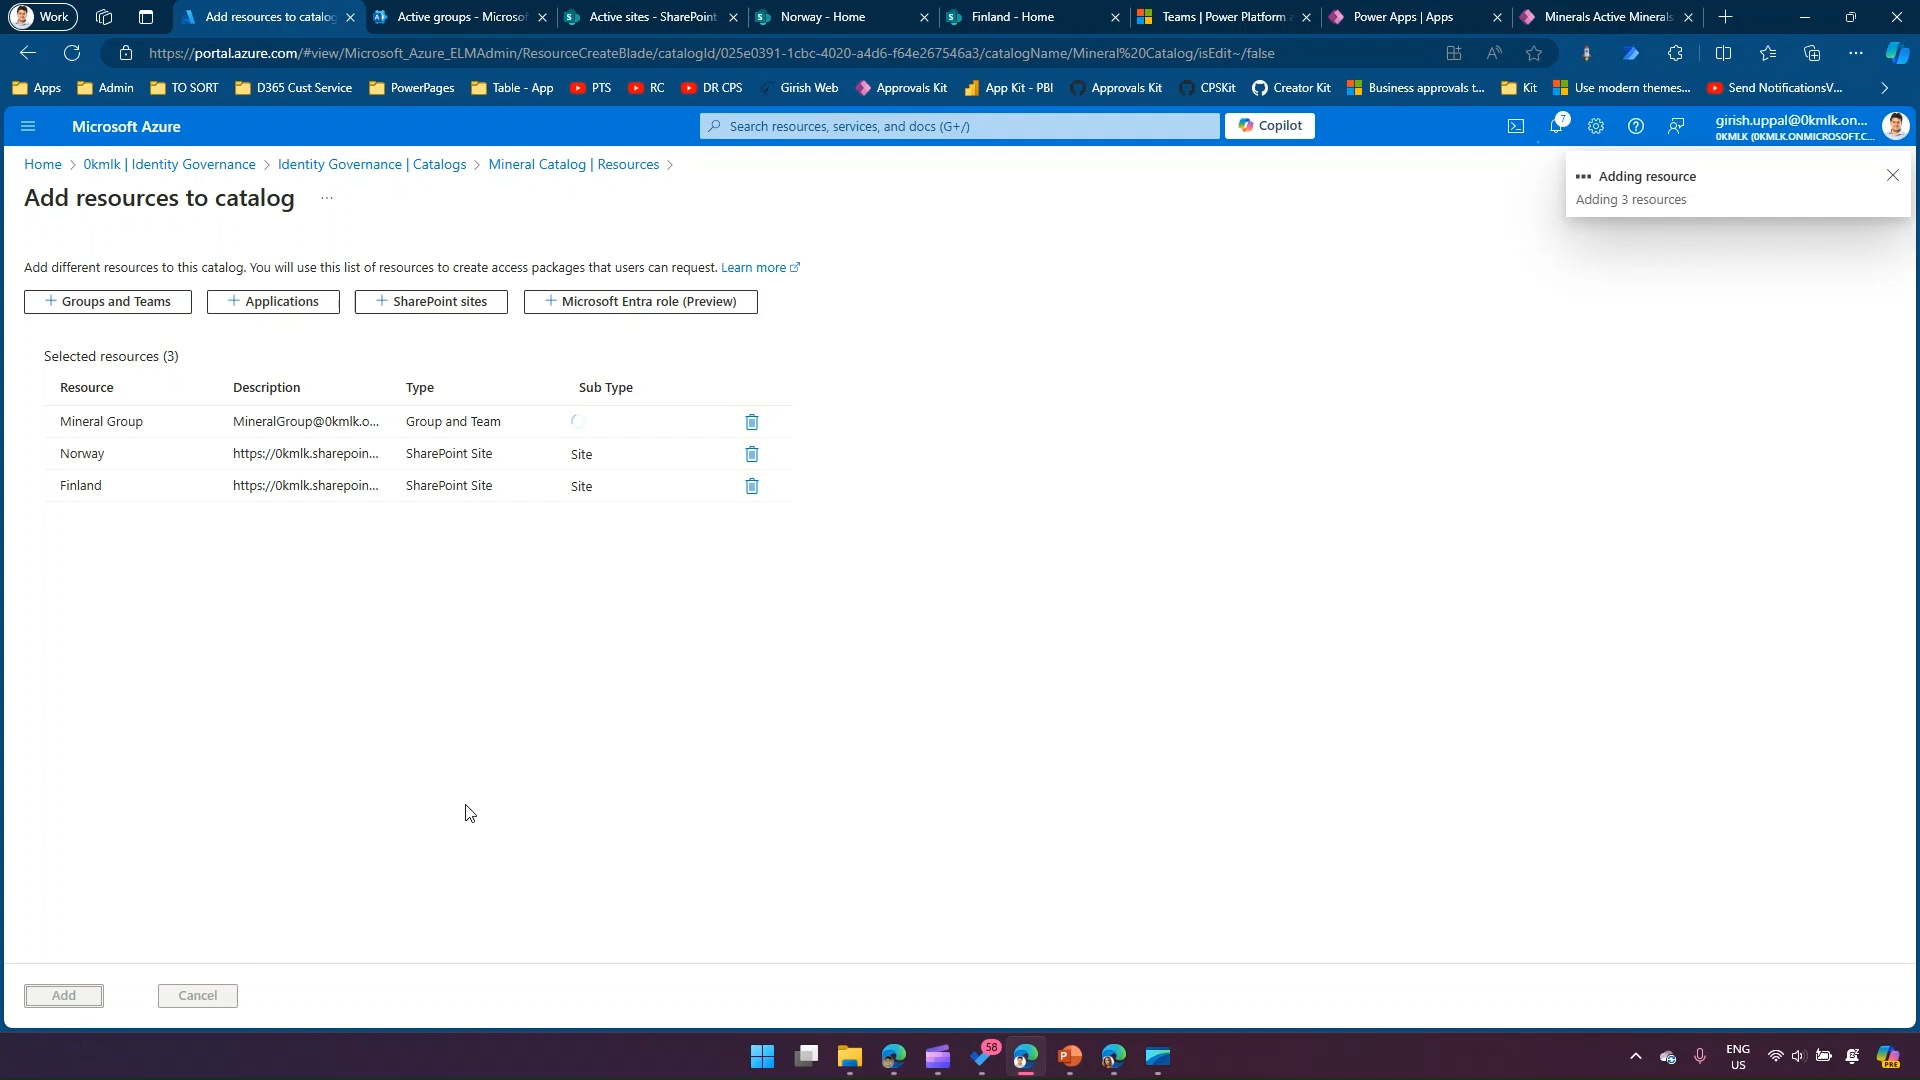 Work
Add resources to catalog
Active groups - Microsof
Active sites - SharePoint
Norway - Home
Finland - Home
Teams | Power Platform a
Power Apps | Apps
Minerals Active Minerals
https://portal.azure.com/#view/Microsoft_Azure_ELMAdmin/ResourceCreateBlade/catalogId/025e0391-1cbc-4020-a4d6-f64e267546a3/catalogName/Mineral%20Catalog/isEdit~/false
Apps
Admin
TO SORT
D365 Cust Service
PowerPages
Table - App
PTS
RC
DR CPS
Girish Web
Approvals Kit
App Kit - PBI
Approvals Kit
CPSKit
Creator Kit
Business approvals t...
Kit
Use modern themes...
Send NotificationsV...
Microsoft Azure
Search resources, services, and docs (G+/)
Copilot
7
girish.uppal@0kmlk.on...
0KMLK (0KMLK.ONMICROSOFT.C...
Home > 0kmlk | Identity Governance > Identity Governance | Catalogs > Mineral Catalog | Resources >
Add resources to catalog ...
Adding resource
Adding 3 resources
Add different resources to this catalog. You will use this list of resources to create access packages that users can request. Learn more
+ Groups and Teams
+ Applications
+ SharePoint sites
+ Microsoft Entra role (Preview)
Selected resources (3)
Resource Description Type Sub Type
Mineral Group MineralGroup@0kmlk.o... Group and Team
Norway https://0kmlk.sharepoin... SharePoint Site Site
Finland https://0kmlk.sharepoin... SharePoint Site Site
Add
Cancel
58
ENG
US
PRE